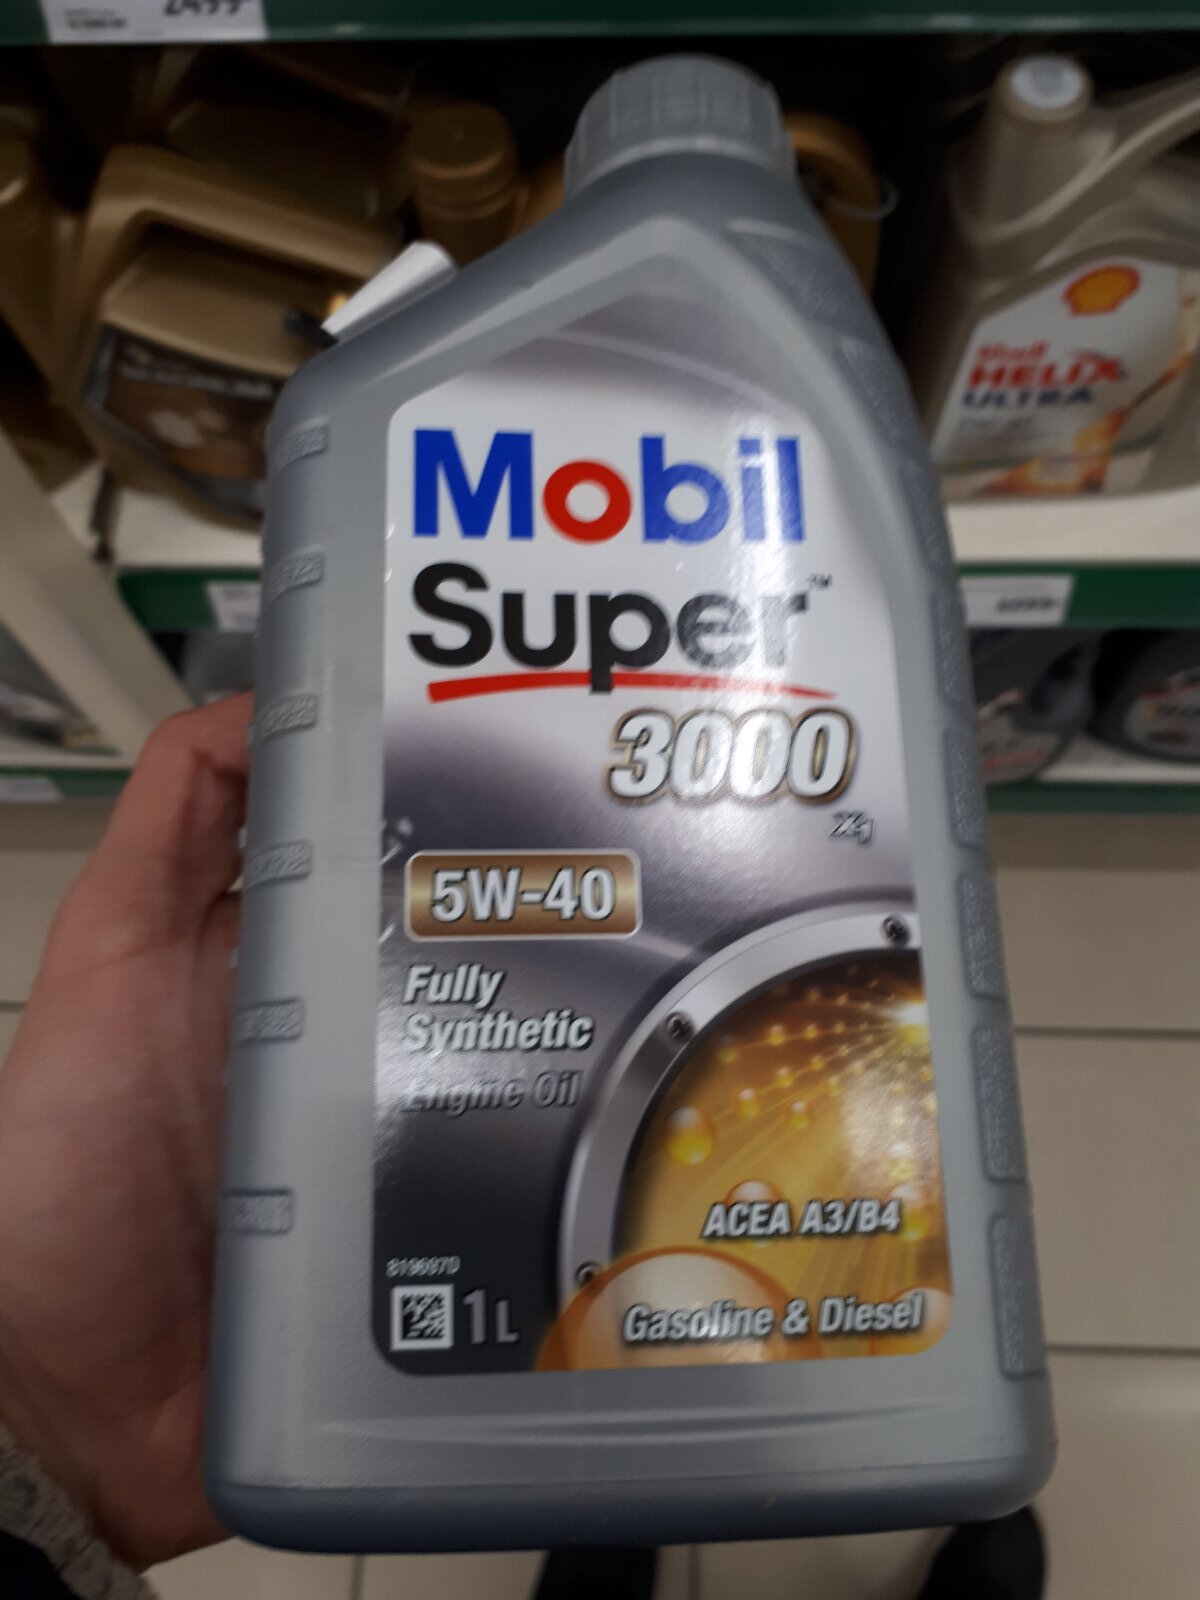 2499
Mobil
Super™
3000
X1
5W-40
Fully
Synthetic
Engine Oil
ACEA A3/B4
1L
Gasoline & Diesel
Shell
HELIX
ULTRA